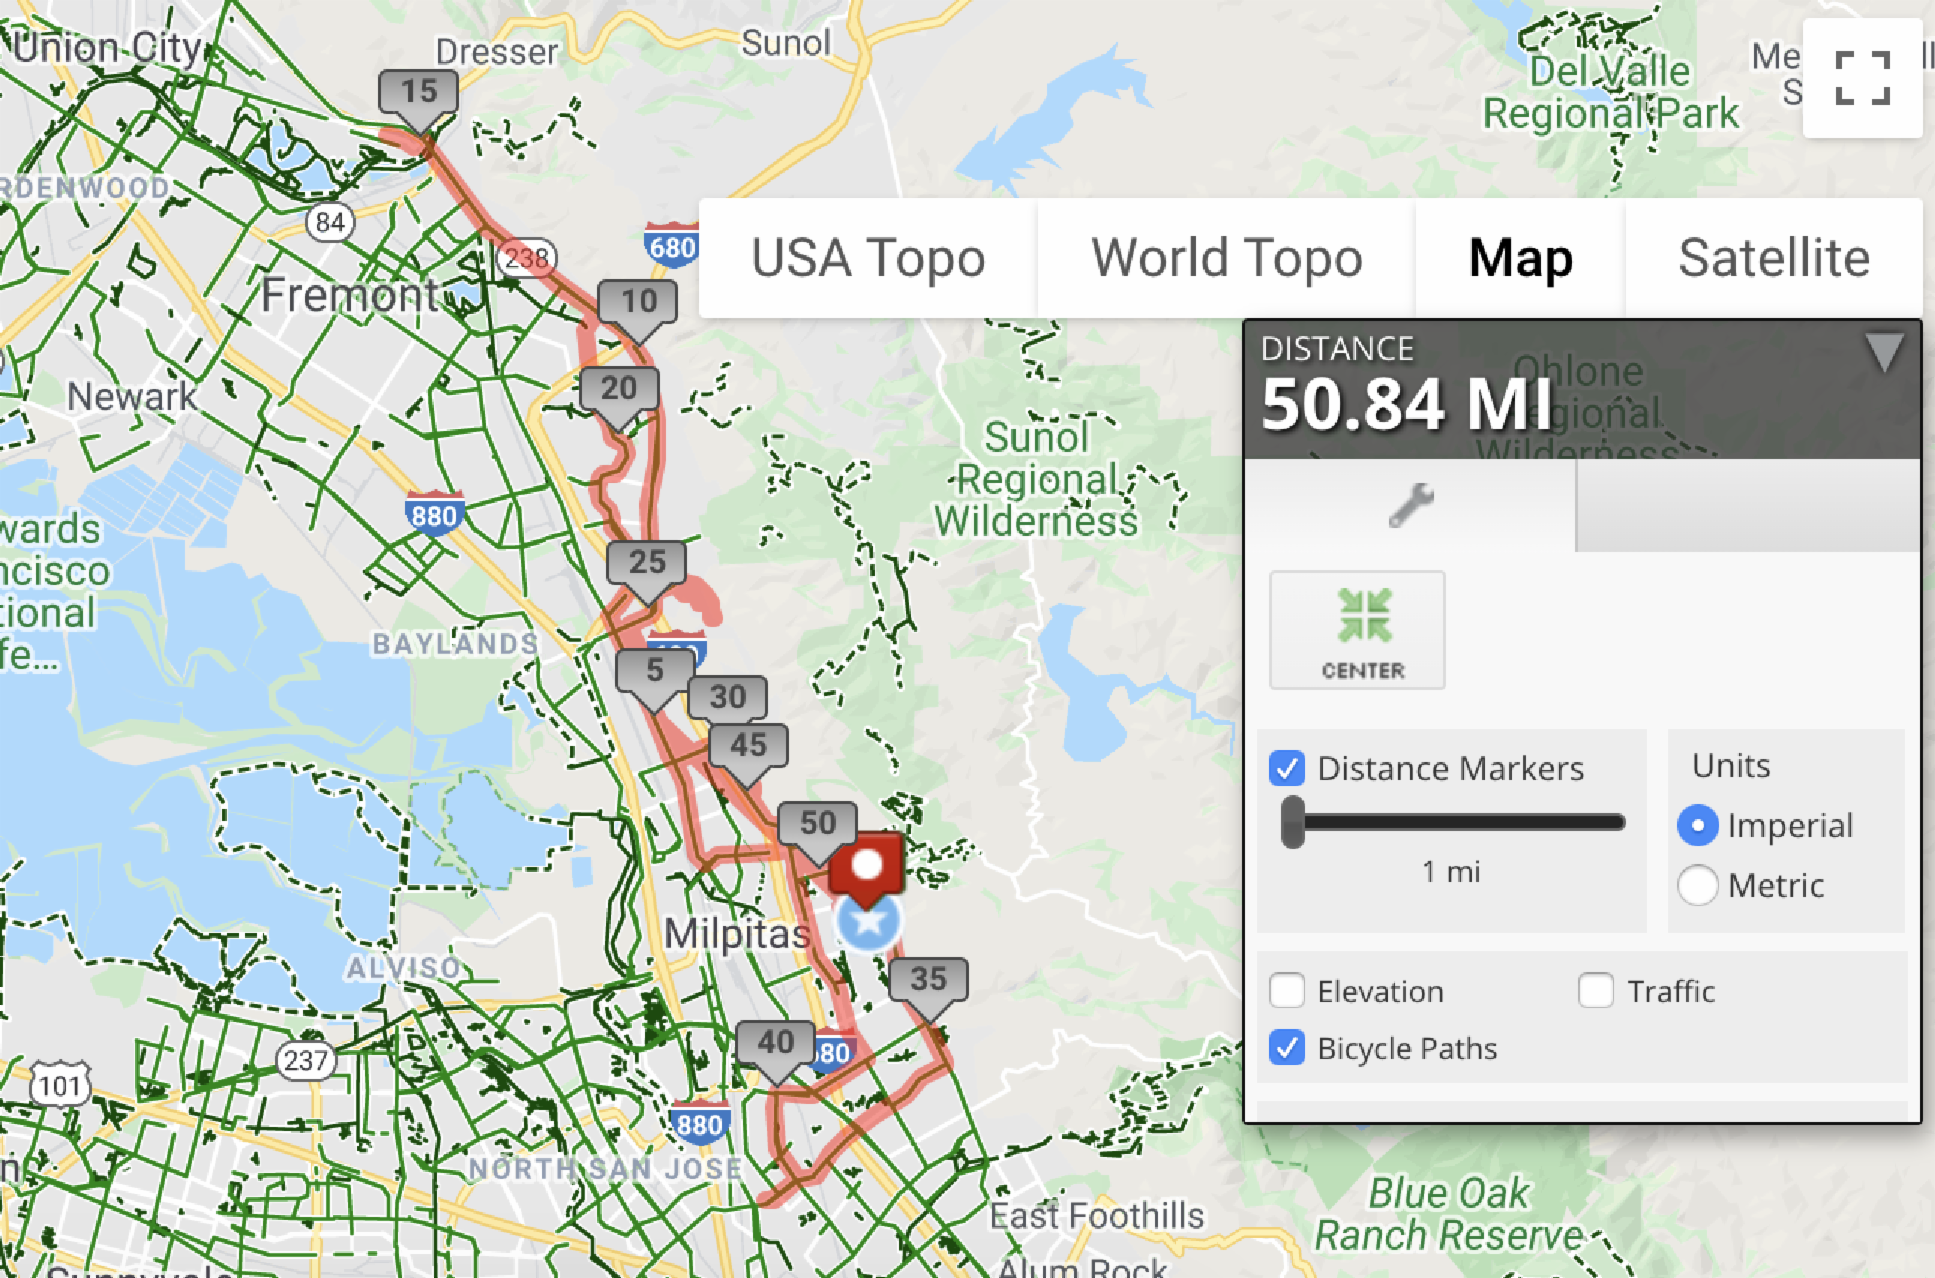 Union City
Dresser
Sunol
Del Valle
Regional Park
Me
S
15
RDENWOOD
84
238
680
USA Topo
World Topo
Map
Satellite
Fremont
10
DISTANCE
50.84 MI
Ohlone
Regional
Wilderness
Newark
20
Sunol
Regional
Wilderness
880
wards
ncisco
tional
fe...
25
CENTER
BAYLANDS
5
30
45
Distance Markers
1 mi
Units
Imperial
Metric
50
Milpitas
ALVISO
35
Elevation
Traffic
Bicycle Paths
40
680
237
101
880
NORTH SAN JOSE
n
East Foothills
Blue Oak
Ranch Reserve
Alum Rock
Sunnyvale